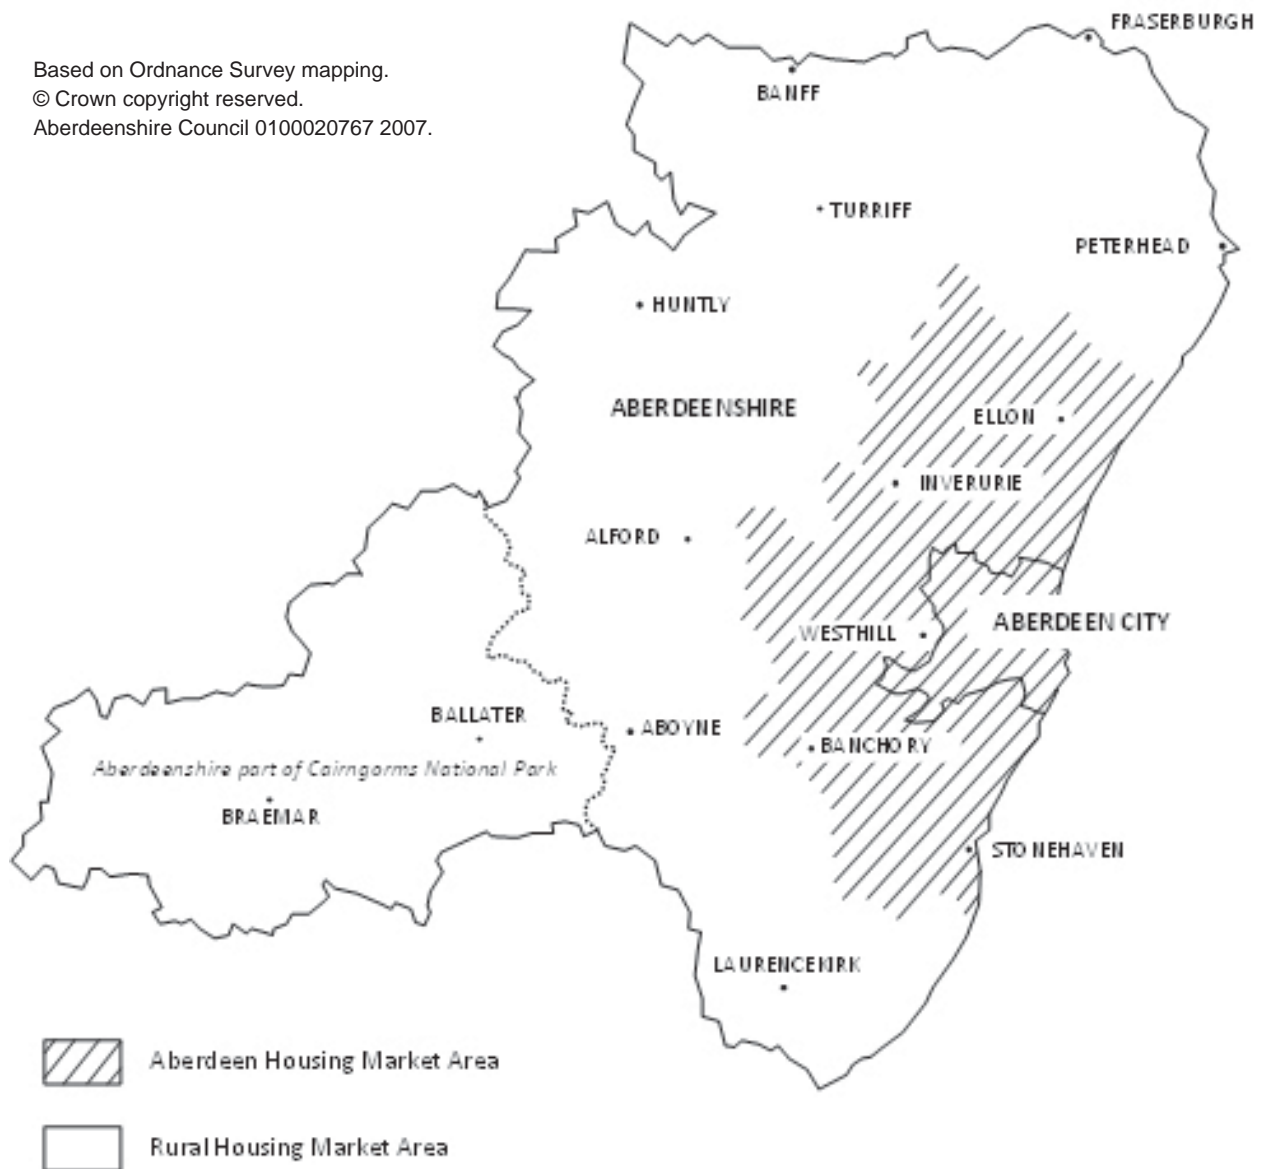 FRASERBURGH
Based on Ordnance Survey mapping.
© Crown copyright reserved.
Aberdeenshire Council 0100020767 2007.
BANFF
TURRIFF
PETERHEAD
HUNTLY
ABERDEENSHIRE
ELLON
INVERURIE
ALFORD
ABERDEEN CITY
WESTHILL
BALLATER
ABOYNE
BANCHORY
Aberdeenshire part of Cairngorms National Park
BRAEMAR
STONEHAVEN
LAURENCEKIRK
Aberdeen Housing Market Area
Rural Housing Market Area